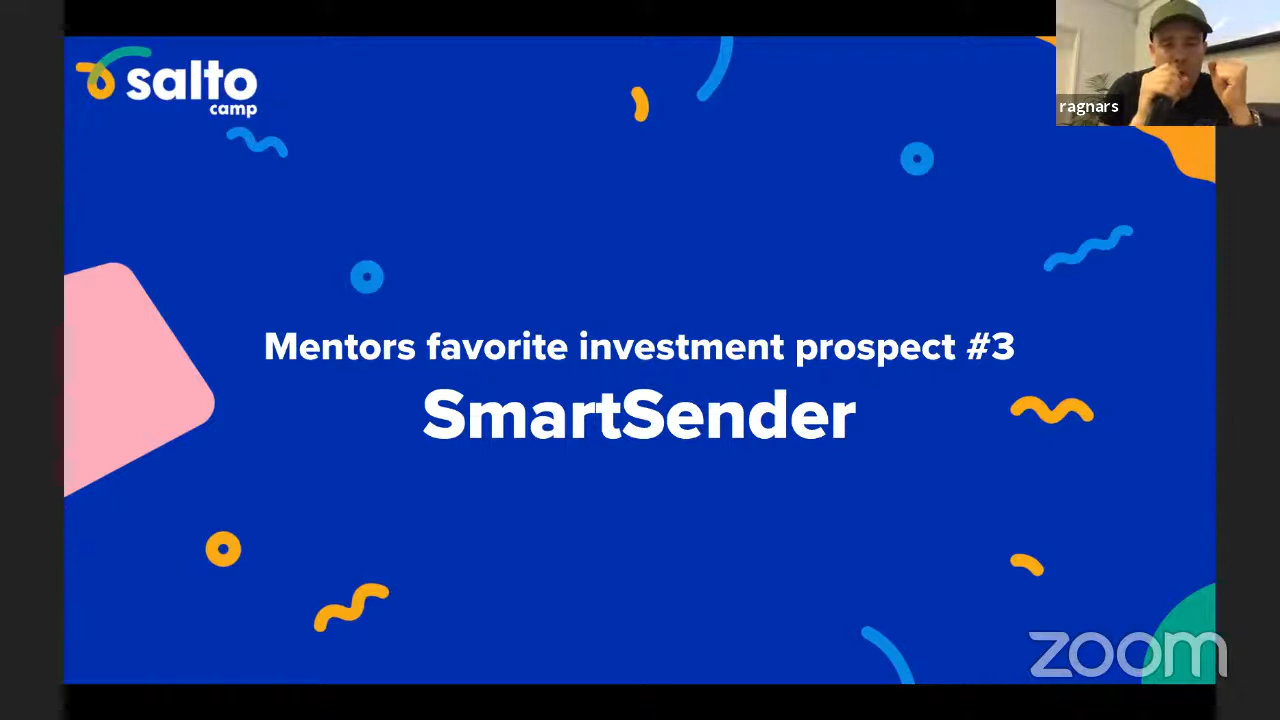 salto
camp
ragnars
Mentors favorite investment prospect #3
SmartSender
zoom